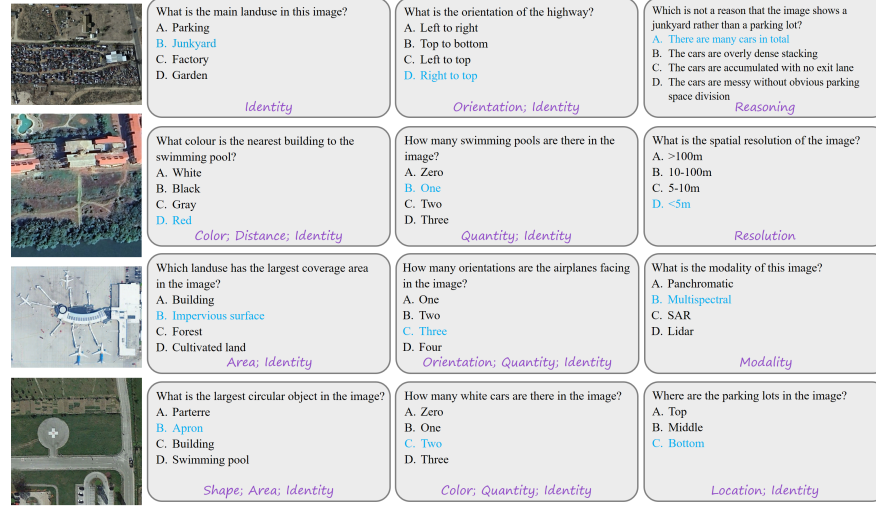 What is the main landuse in this image?
A. Parking
B. Junkyard
C. Factory
D. Garden
Identity
What is the orientation of the highway?
A. Left to right
B. Top to bottom
C. Left to top
D. Right to top
Orientation; Identity
Which is not a reason that the image shows a
junkyard rather than a parking lot?
A. There are many cars in total
B. The cars are overly dense stacking
C. The cars are accumulated with no exit lane
D. The cars are messy without obvious parking
space division
Reasoning
What colour is the nearest building to the
swimming pool?
A. White
B. Black
C. Gray
D. Red
Color; Distance; Identity
How many swimming pools are there in the
image?
A. Zero
B. One
C. Two
D. Three
Quantity; Identity
What is the spatial resolution of the image?
A. >100m
B. 10-100m
C. 5-10m
D. <5m
Resolution
Which landuse has the largest coverage area
in the image?
A. Building
B. Impervious surface
C. Forest
D. Cultivated land
Area; Identity
How many orientations are the airplanes facing
in the image?
A. One
B. Two
C. Three
D. Four
Orientation; Quantity; Identity
What is the modality of this image?
A. Panchromatic
B. Multispectral
C. SAR
D. Lidar
Modality
What is the largest circular object in the image?
A. Parterre
B. Apron
C. Building
D. Swimming pool
Shape; Area; Identity
How many white cars are there in the image?
A. Zero
B. One
C. Two
D. Three
Color; Quantity; Identity
Where are the parking lots in the image?
A. Top
B. Middle
C. Bottom
Location; Identity